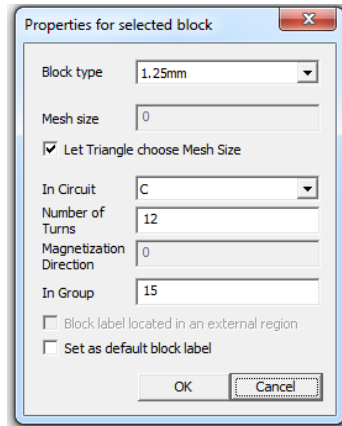 Properties for selected block
X
Block type 1.25mm
Mesh size 0
Let Triangle choose Mesh Size
In Circuit C
Number of
Turns 12
Magnetization
Direction 0
In Group 15
Block label located in an external region
Set as default block label
OK Cancel